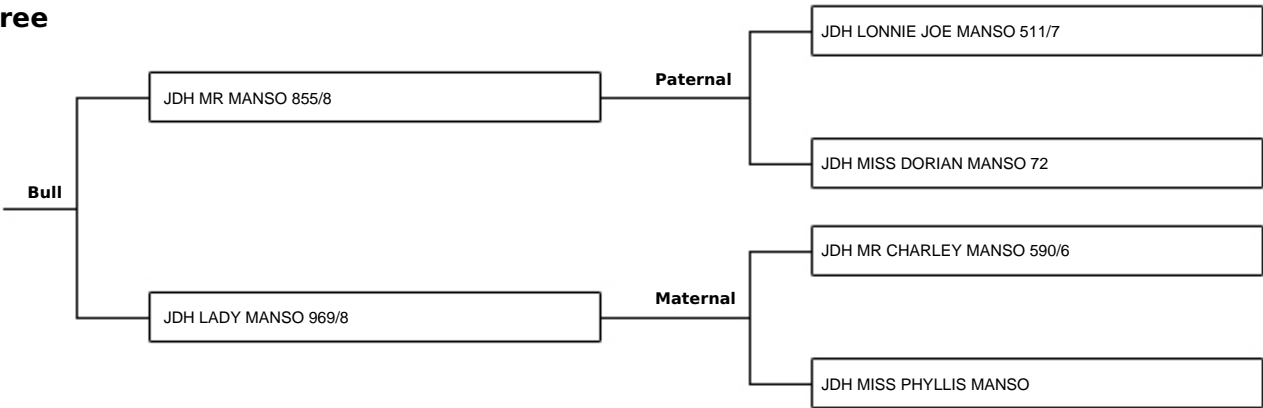 ree
JDH LONNIE JOE MANSO 511/7
Paternal
JDH MR MANSO 855/8
JDH MISS DORIAN MANSO 72
Bull
JDH MR CHARLEY MANSO 590/6
Maternal
JDH LADY MANSO 969/8
JDH MISS PHYLLIS MANSO